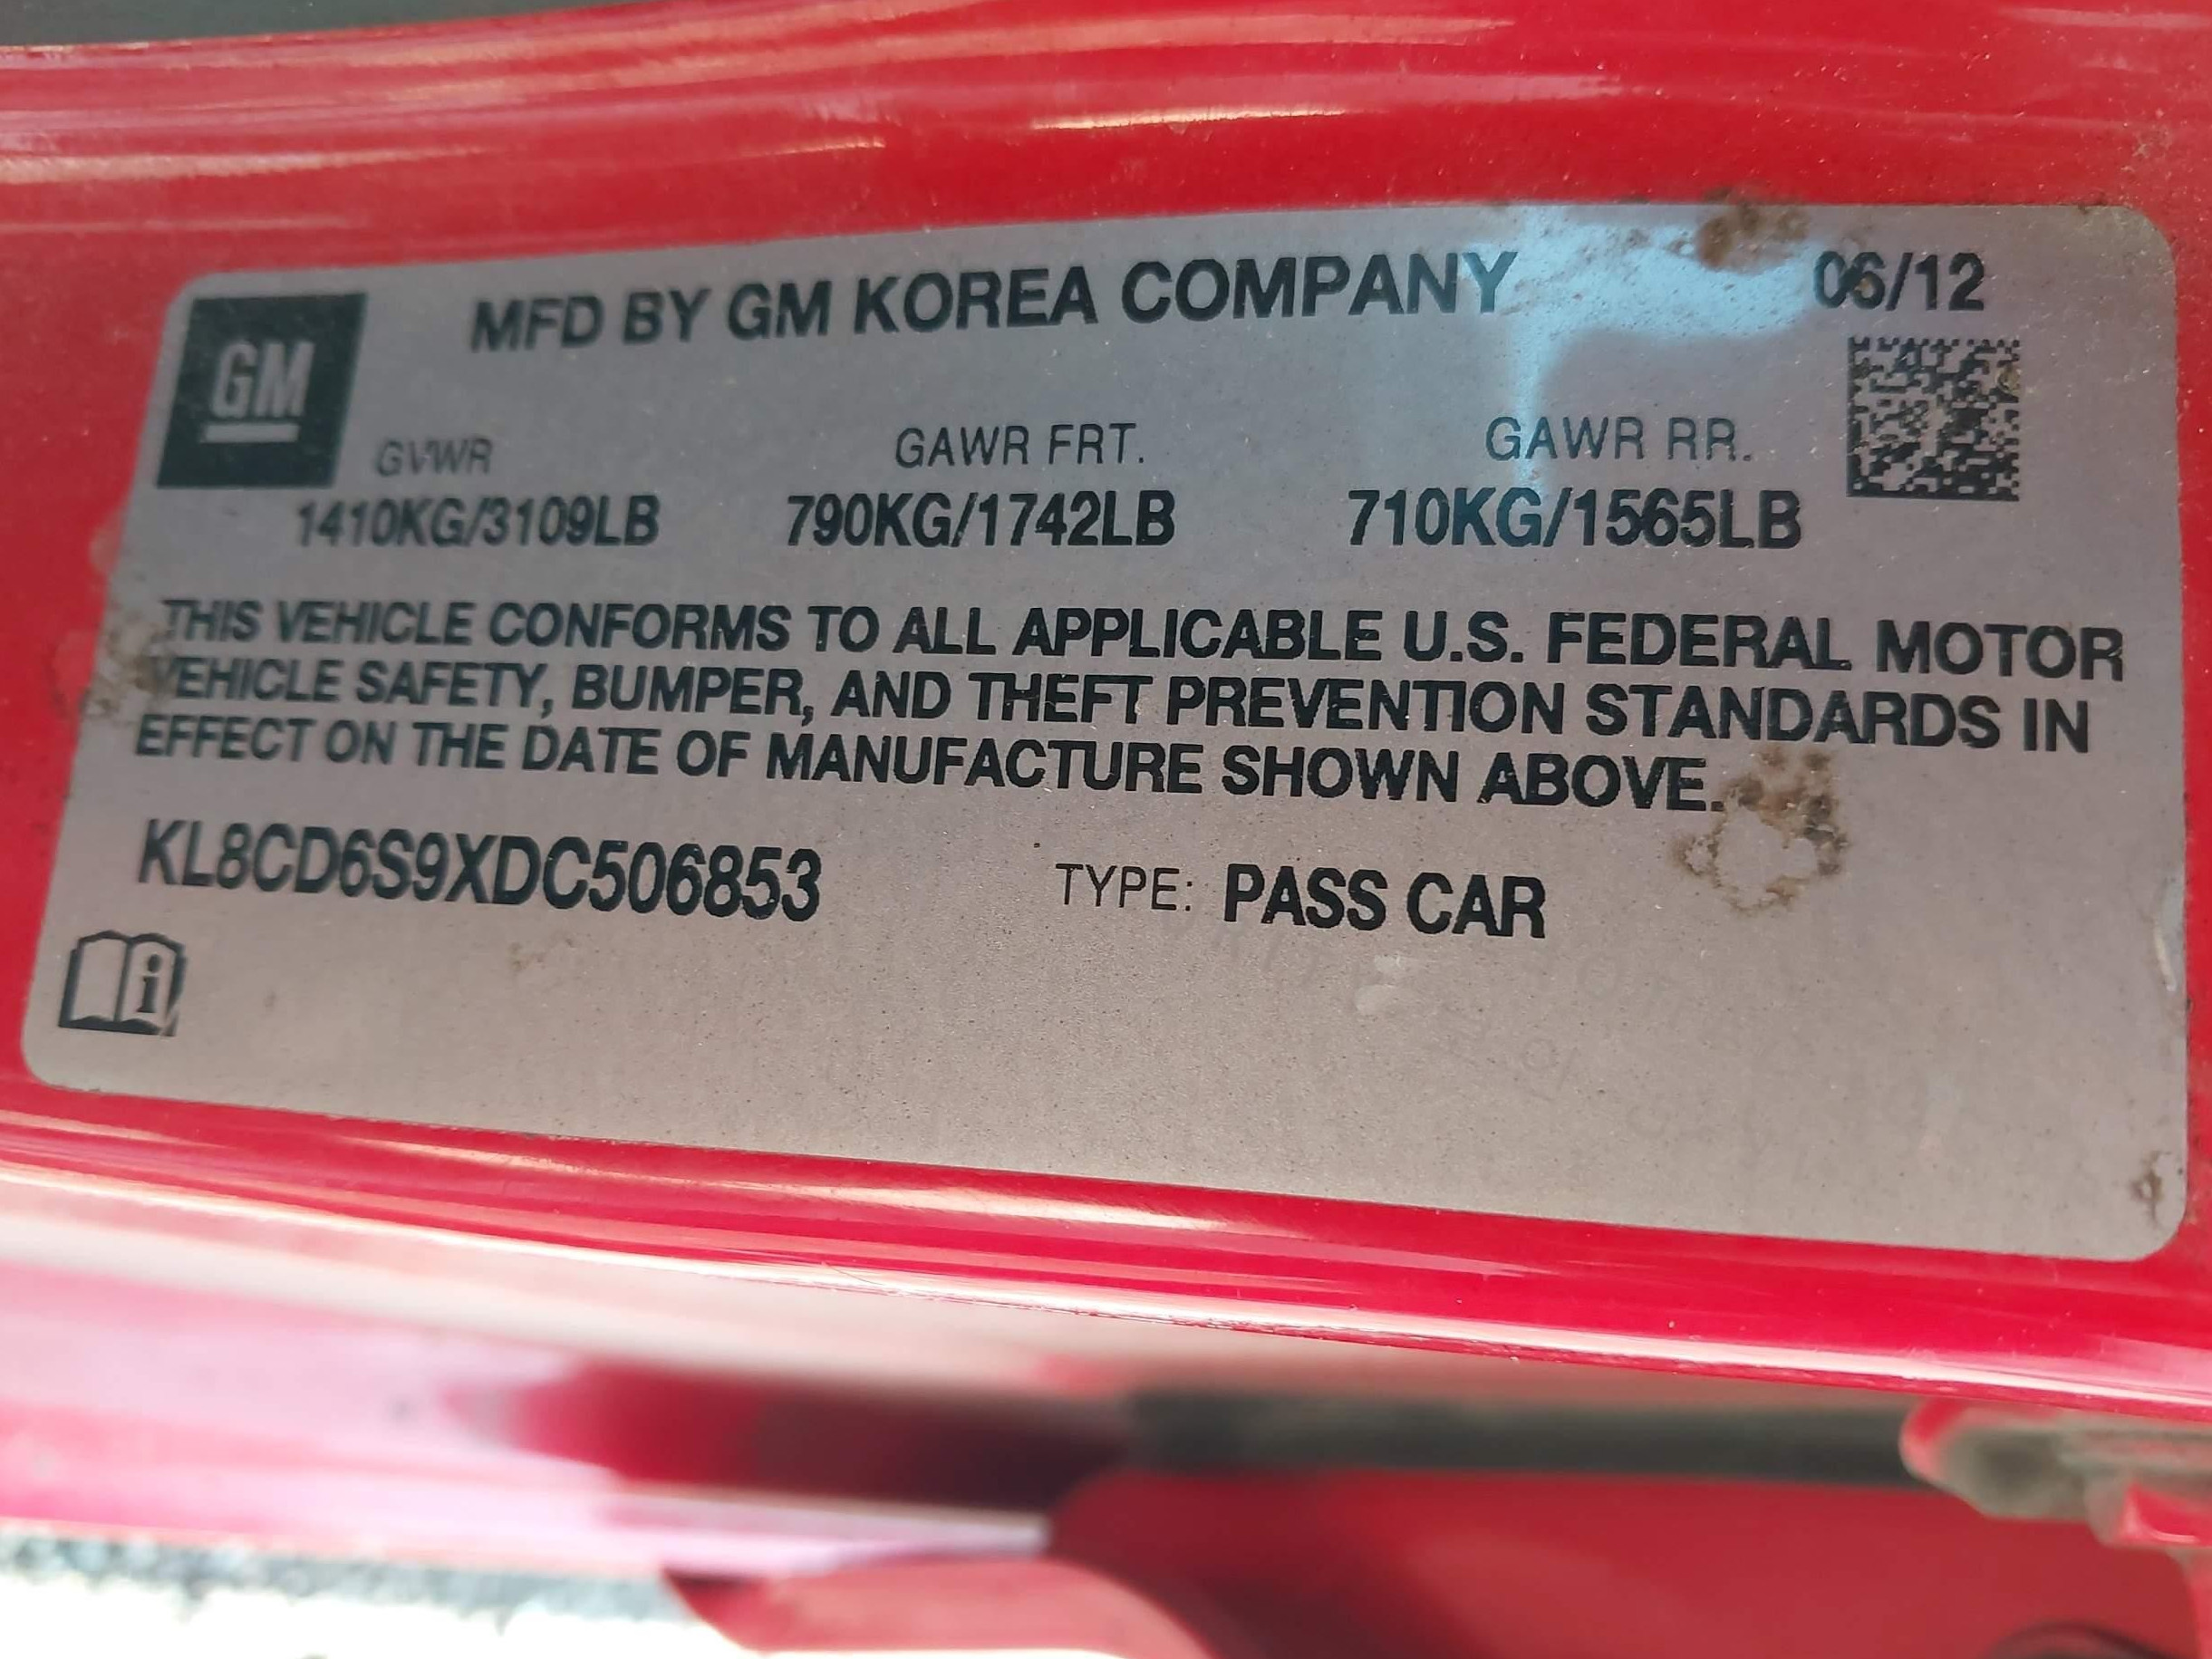 GM
MFD BY GM KOREA COMPANY 06/12
GVWR GAWR FRT. GAWR RR.
1410KG/3109LB 790KG/1742LB 710KG/1565LB
THIS VEHICLE CONFORMS TO ALL APPLICABLE U.S. FEDERAL MOTOR
VEHICLE SAFETY, BUMPER, AND THEFT PREVENTION STANDARDS IN
EFFECT ON THE DATE OF MANUFACTURE SHOWN ABOVE.
KL8CD6S9XDC506853 TYPE: PASS CAR
i